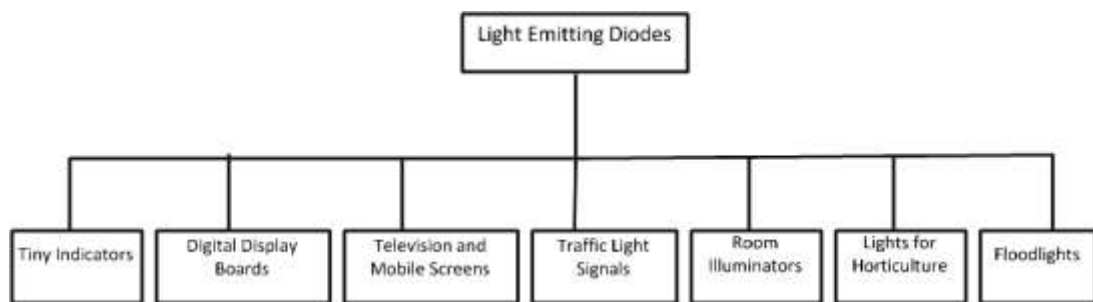 Light Emitting Diodes
Tiny Indicators
Digital Display
Boards
Television and
Mobile Screens
Traffic Light
Signals
Room
Illuminators
Lights for
Horticulture
Floodlights